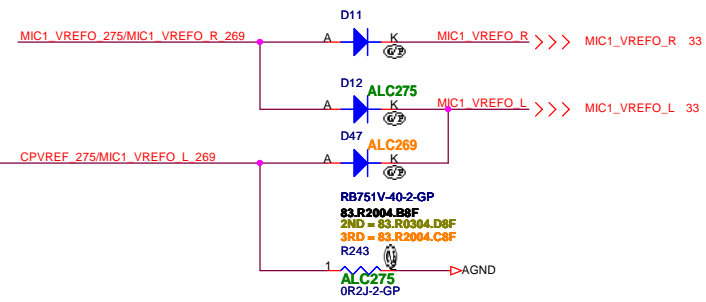 D11
MIC1_VREFO_275/MIC1_VREFO_R_269
A
K
MIC1_VREFO_R
MIC1_VREFO_R 33
G/P
D12
ALC275
A
K
MIC1_VREFO_L
MIC1_VREFO_L 33
G/P
D47
ALC269
CPVREF_275/MIC1_VREFO_L_269
A
K
G/P
RB751V-40-2-GP
83.R2004.B8F
2ND = 83.R0304.D8F
3RD = 83.R2004.C8F
R243
1
2
AGND
ALC275
0R2J-2-GP